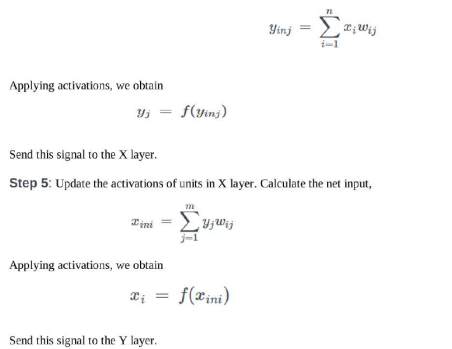 y_{inj} = \sum_{i=1}^{n} x_i w_{ij}
Applying activations, we obtain
y_j = f(y_{inj})
Send this signal to the X layer.
Step 5: Update the activations of units in X layer. Calculate the net input,
x_{ini} = \sum_{j=1}^{m} y_j w_{ij}
Applying activations, we obtain
x_i = f(x_{ini})
Send this signal to the Y layer.